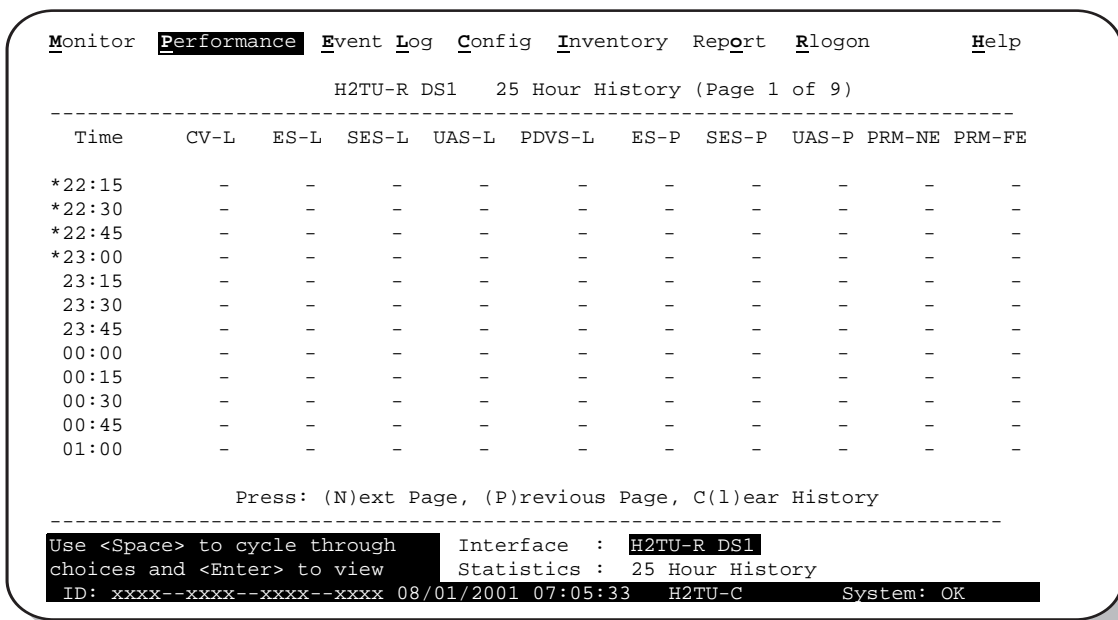 Monitor Performance Event Log Config Inventory Report Rlogon Help
H2TU-R DS1 25 Hour History (Page 1 of 9)
--------------------------------------------------------------------------------
Time CV-L ES-L SES-L UAS-L PDVS-L ES-P SES-P UAS-P PRM-NE PRM-FE
*22:15 - - - - - - - - - -
*22:30 - - - - - - - - - -
*22:45 - - - - - - - - - -
*23:00 - - - - - - - - - -
23:15 - - - - - - - - - -
23:30 - - - - - - - - - -
23:45 - - - - - - - - - -
00:00 - - - - - - - - - -
00:15 - - - - - - - - - -
00:30 - - - - - - - - - -
00:45 - - - - - - - - - -
01:00 - - - - - - - - - -
Press: (N)ext Page, (P)revious Page, C(l)ear History
-------------------------------------------------------------------------------
Use <Space> to cycle through Interface : H2TU-R DS1
choices and <Enter> to view Statistics : 25 Hour History
ID: xxxx--xxxx--xxxx--xxxx 08/01/2001 07:05:33 H2TU-C System: OK